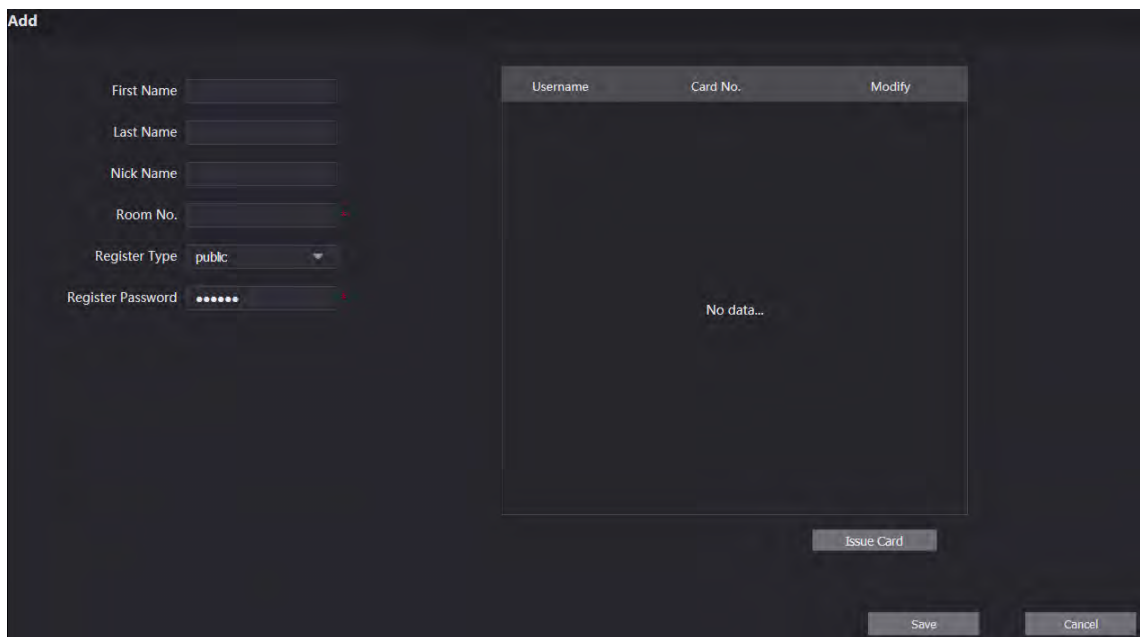 Add
First Name
Last Name
Nick Name
Room No. *
Register Type public
Register Password •••••• *
Username Card No. Modify
No data...
Issue Card
Save Cancel